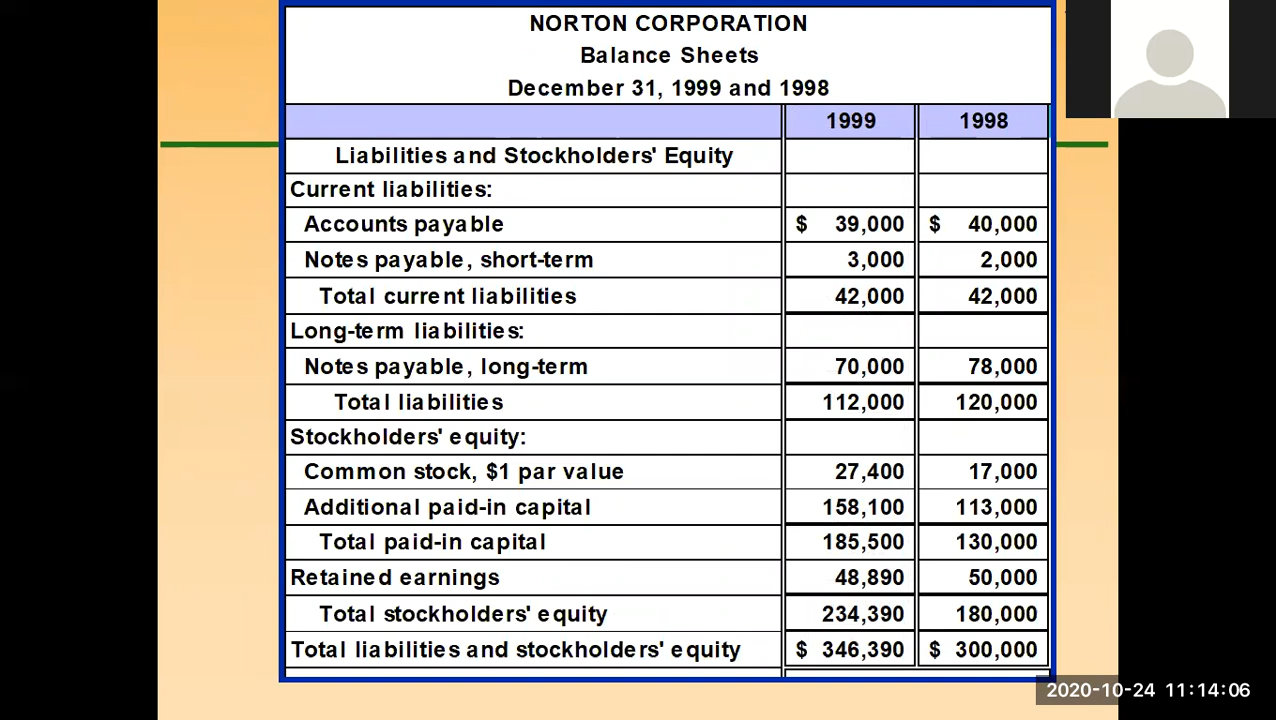 NORTON CORPORATION
Balance Sheets
December 31, 1999 and 1998
1999 1998
Liabilities and Stockholders' Equity
Current liabilities:
Accounts payable $ 39,000 $ 40,000
Notes payable, short-term 3,000 2,000
Total current liabilities 42,000 42,000
Long-term liabilities:
Notes payable, long-term 70,000 78,000
Total liabilities 112,000 120,000
Stockholders' equity:
Common stock, $1 par value 27,400 17,000
Additional paid-in capital 158,100 113,000
Total paid-in capital 185,500 130,000
Retained earnings 48,890 50,000
Total stockholders' equity 234,390 180,000
Total liabilities and stockholders' equity $ 346,390 $ 300,000
2020-10-24 11:14:06